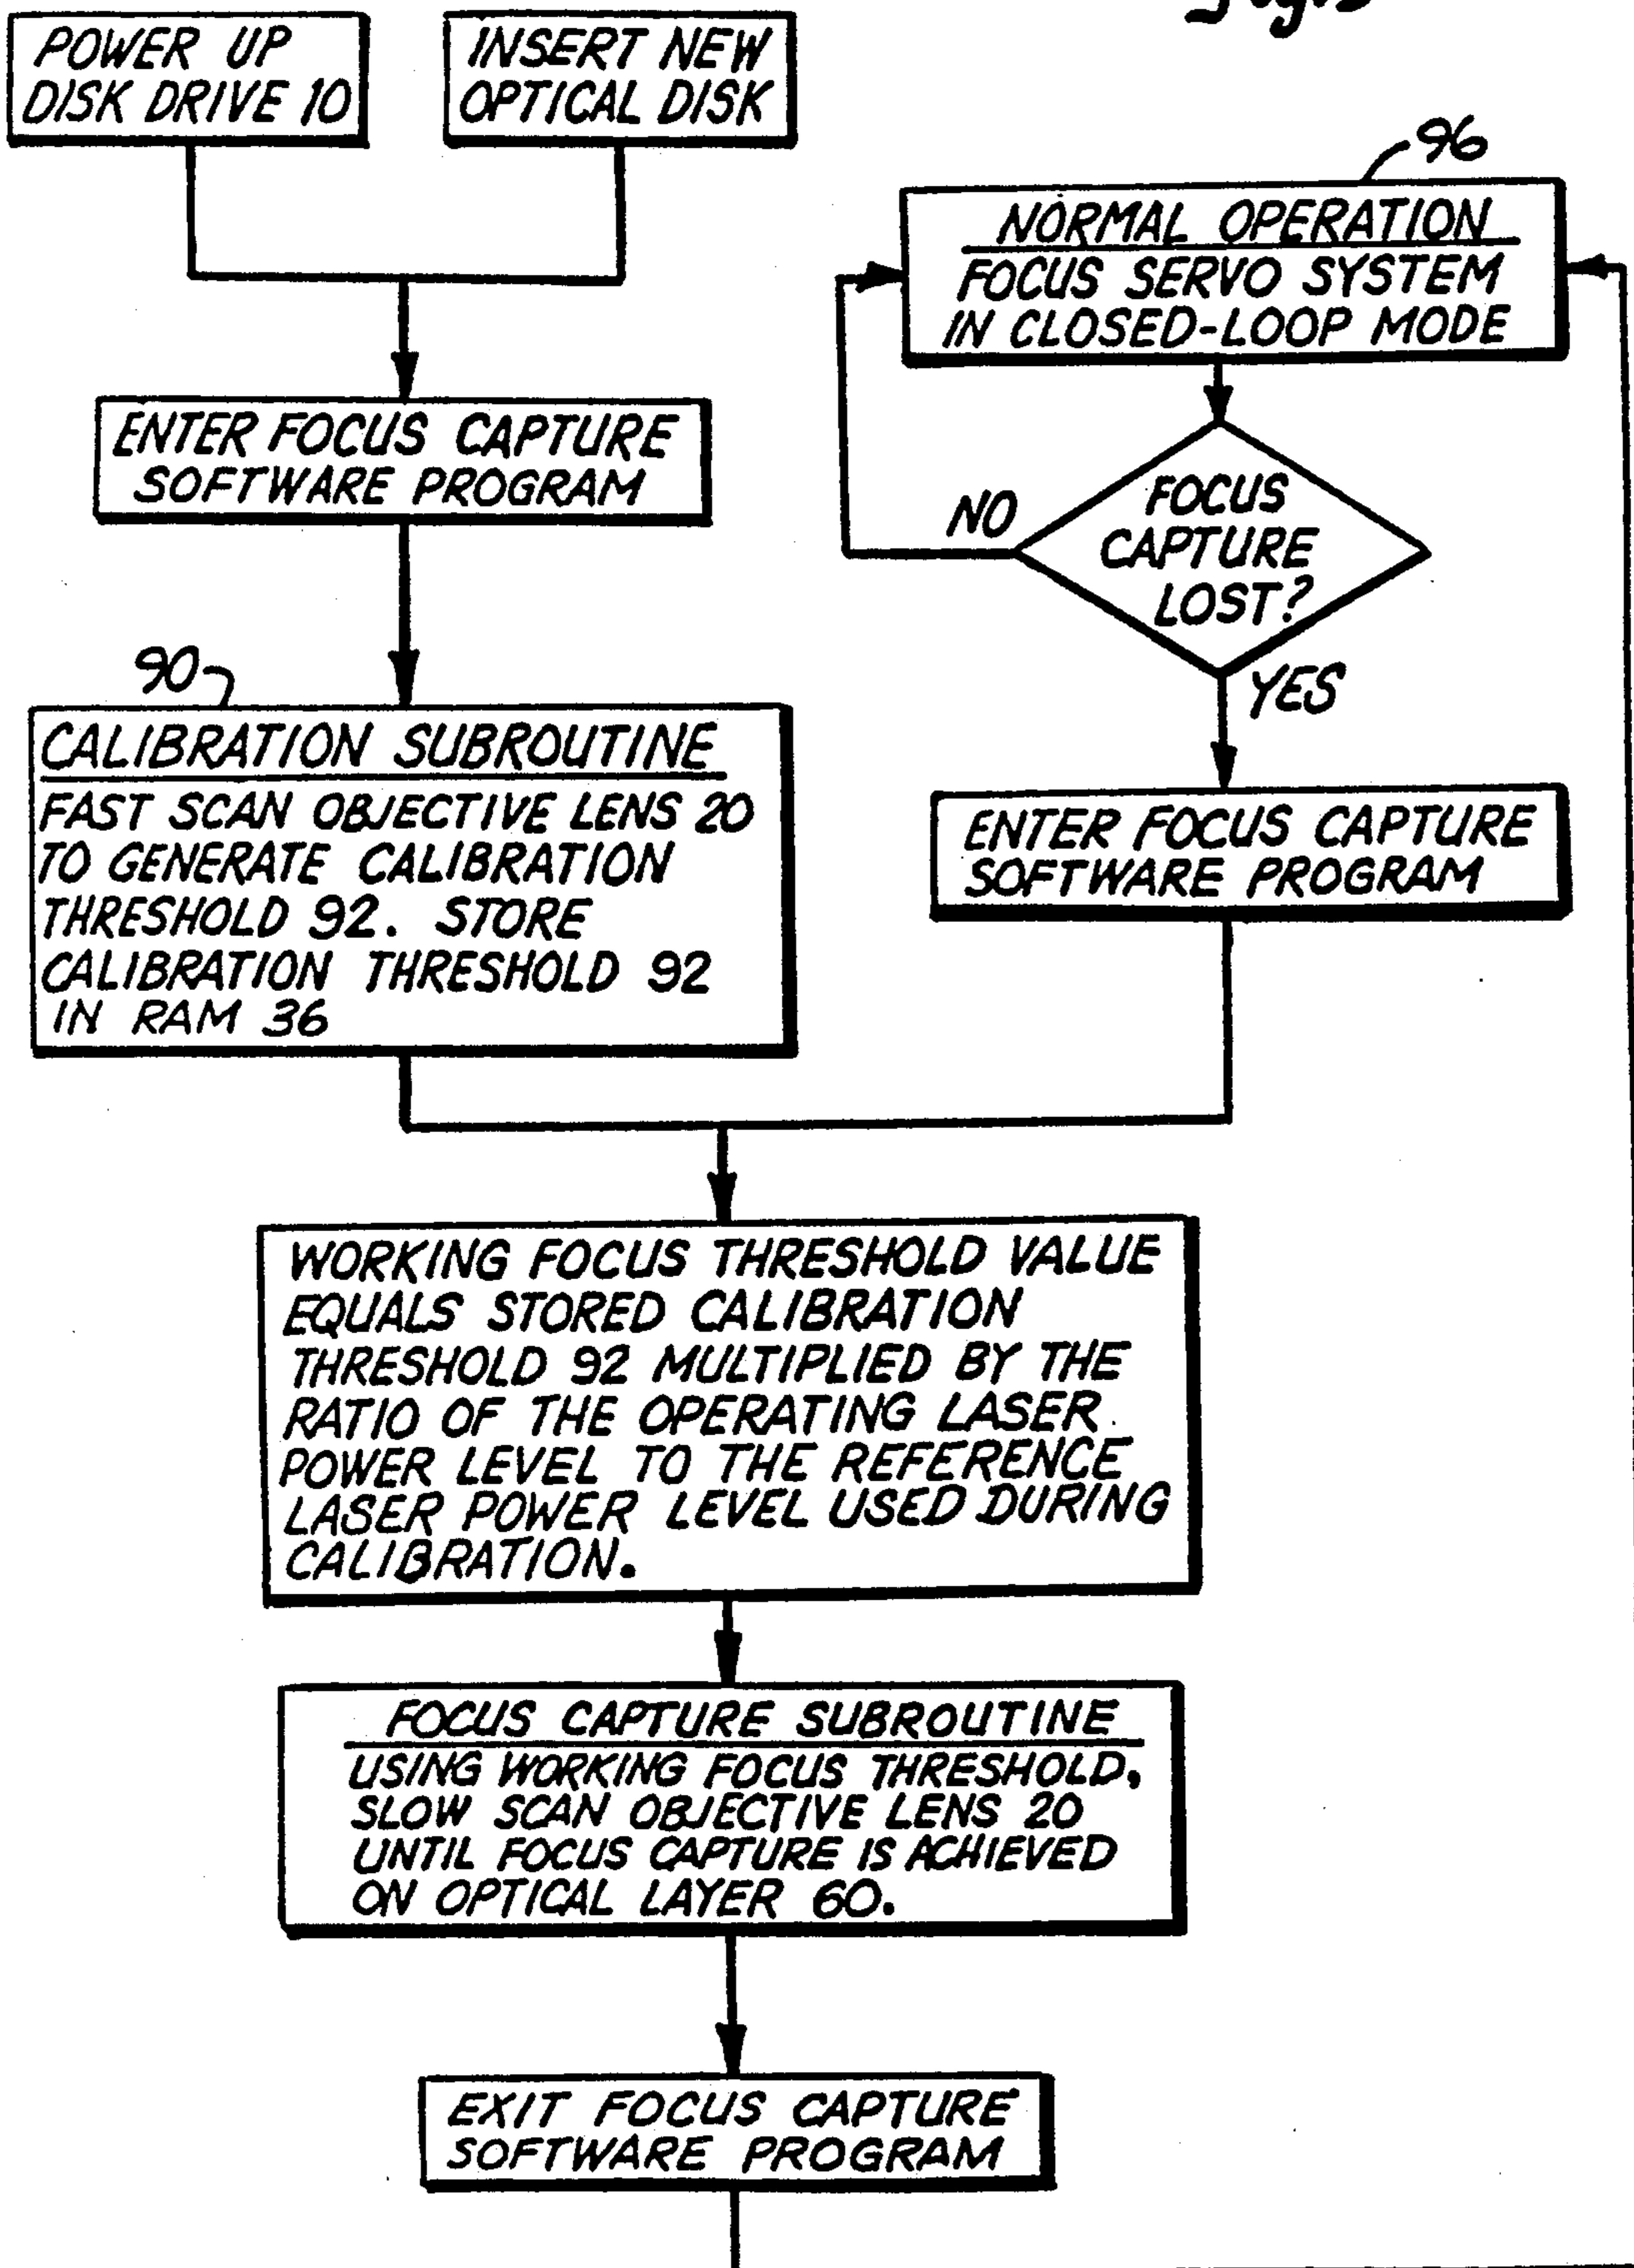 POWER UP
DISK DRIVE 10
INSERT NEW
OPTICAL DISK
ENTER FOCUS CAPTURE
SOFTWARE PROGRAM
90
CALIBRATION SUBROUTINE
FAST SCAN OBJECTIVE LENS 20
TO GENERATE CALIBRATION
THRESHOLD 92. STORE
CALIBRATION THRESHOLD 92
IN RAM 36
96
NORMAL OPERATION
FOCUS SERVO SYSTEM
IN CLOSED-LOOP MODE
FOCUS
CAPTURE
LOST?
NO
YES
ENTER FOCUS CAPTURE
SOFTWARE PROGRAM
WORKING FOCUS THRESHOLD VALUE
EQUALS STORED CALIBRATION
THRESHOLD 92 MULTIPLIED BY THE
RATIO OF THE OPERATING LASER
POWER LEVEL TO THE REFERENCE
LASER POWER LEVEL USED DURING
CALIBRATION.
FOCUS CAPTURE SUBROUTINE
USING WORKING FOCUS THRESHOLD,
SLOW SCAN OBJECTIVE LENS 20
UNTIL FOCUS CAPTURE IS ACHIEVED
ON OPTICAL LAYER 60.
EXIT FOCUS CAPTURE
SOFTWARE PROGRAM